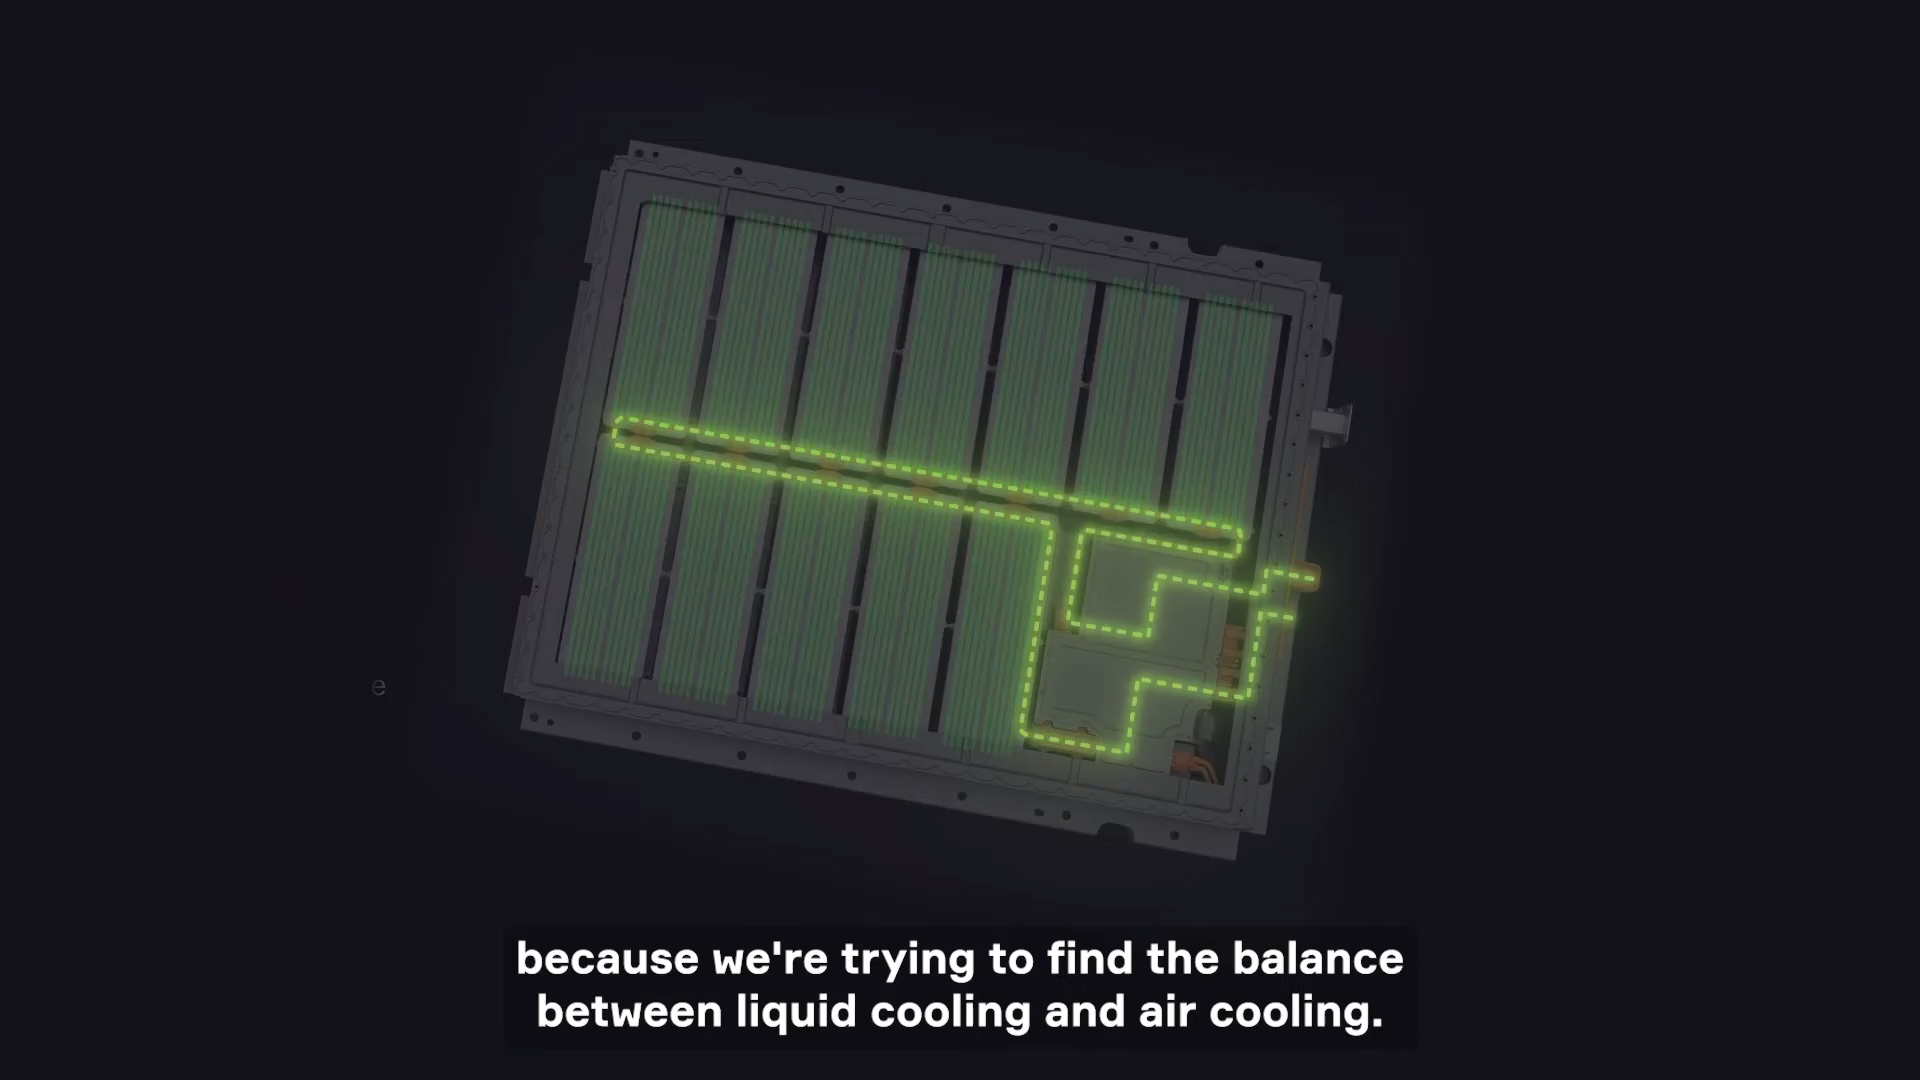 e
because we're trying to find the balance
between liquid cooling and air cooling.